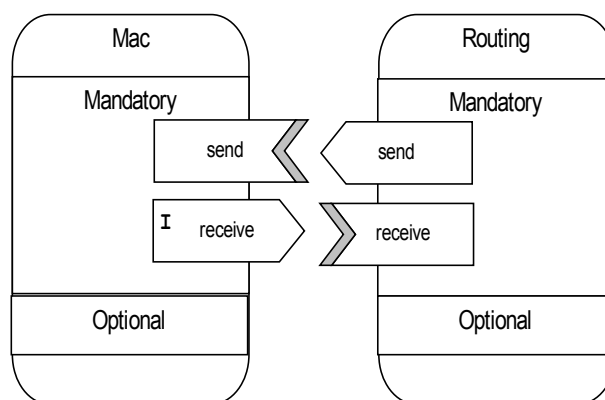 Mac
Routing
Mandatory
Mandatory
send
send
I
receive
receive
Optional
Optional